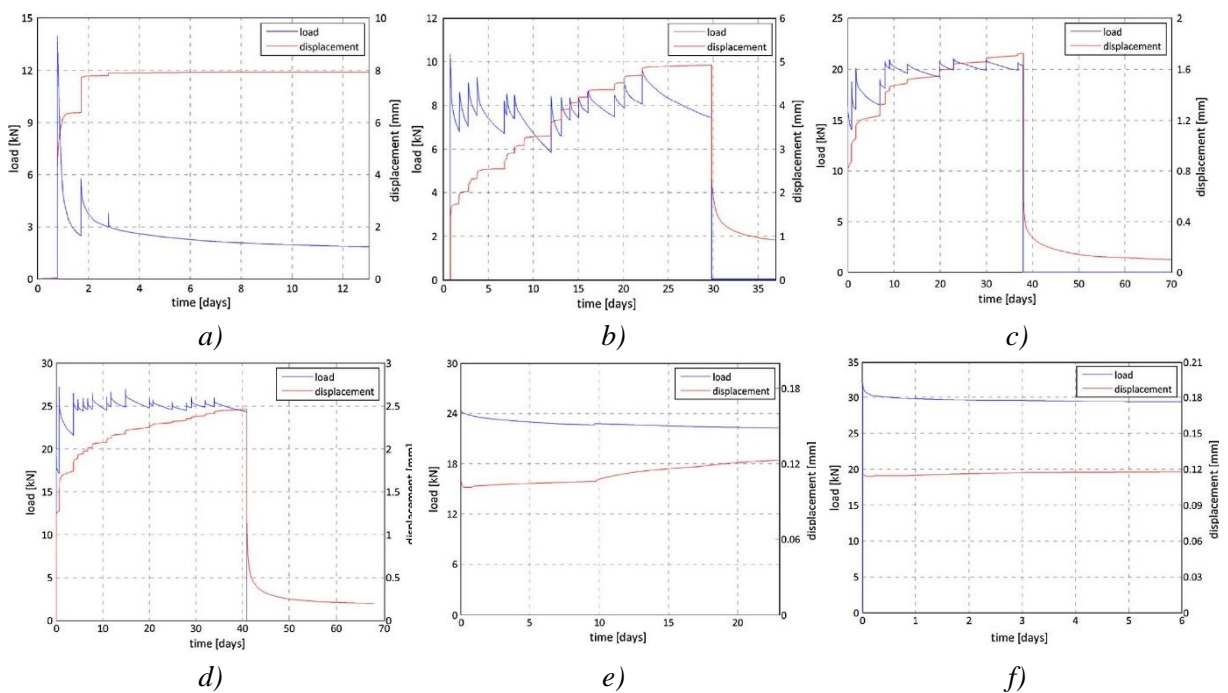 15
12
9
6
3
0
load [kN]
load
displacement
10
8
6
4
2
0
displacement [mm]
0 2 4 6 8 10 12
time [days]
a)
12
10
8
6
4
2
0
load [kN]
load
displacement
6
5
4
3
2
1
0
displacement [mm]
0 5 10 15 20 25 30 35
time [days]
b)
25
20
15
10
5
0
load [kN]
load
displacement
2
1.6
1.2
0.8
0.4
0
displacement [mm]
0 10 20 30 40 50 60 70
time [days]
c)
30
25
20
15
10
5
0
load [kN]
load
displacement
3
2.5
2
1.5
1
0.5
0
displacement [mm]
0 10 20 30 40 50 60 70
time [days]
d)
30
27
24
21
18
15
12
load [kN]
load
displacement
0.16
0.12
0.06
0
displacement [mm]
0 5 10 15 20
time [days]
e)
35
30
25
20
15
10
5
0
load [kN]
load
displacement
0.21
0.18
0.15
0.12
0.09
0.06
0.03
0
displacement [mm]
0 1 2 3 4 5 6
time [days]
f)